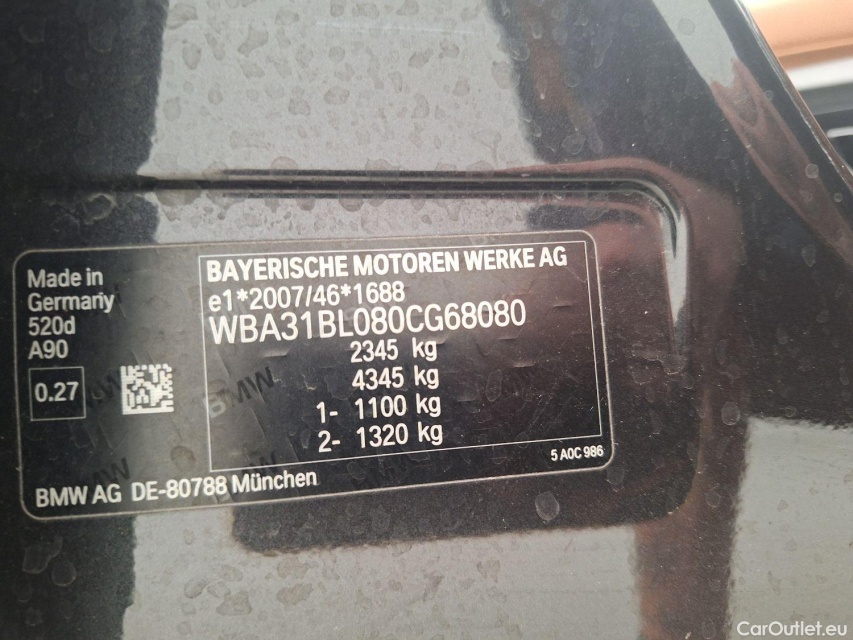 Made in
Germany
520d
A90
0.27
BAYERISCHE MOTOREN WERKE AG
e1*2007/46*1688
WBA31BL080CG68080
2345 kg
4345 kg
1- 1100 kg
2- 1320 kg
BMW
5 A0C 986
BMW AG DE-80788 München
CarOutlet.eu